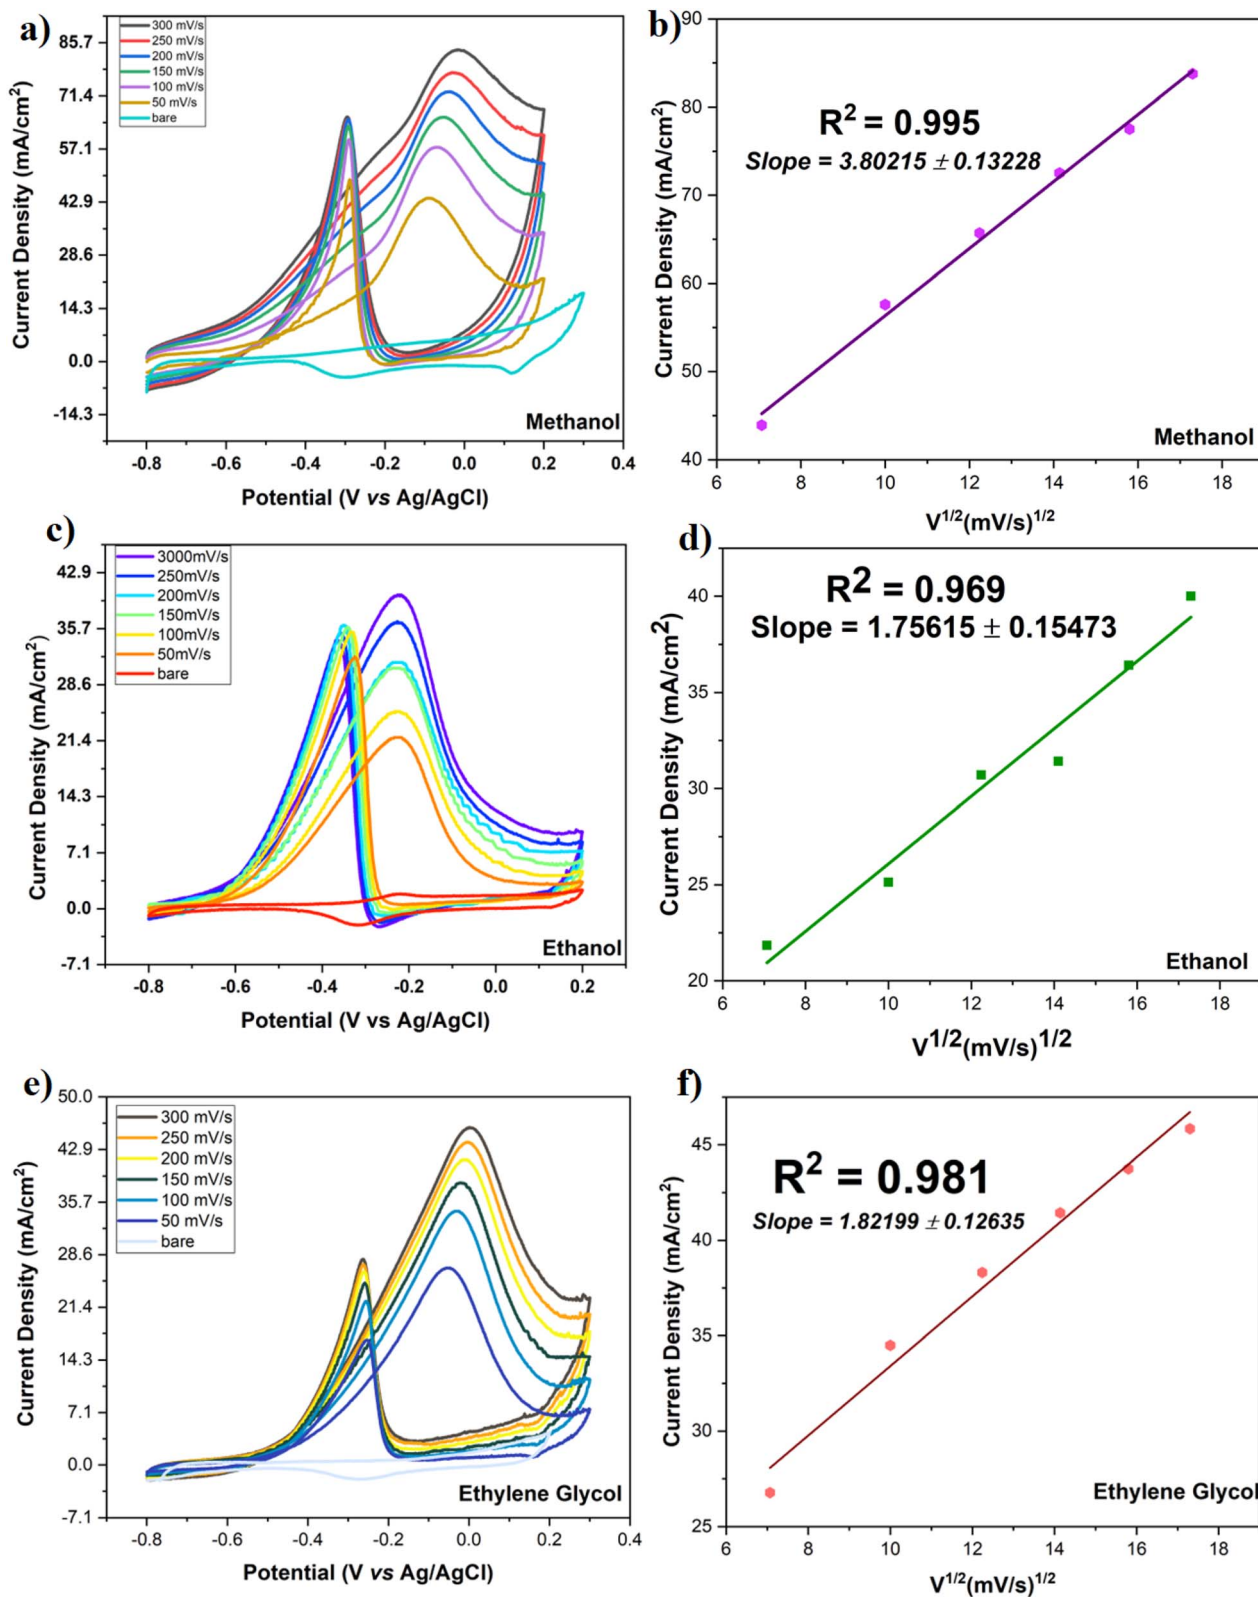 a)
300 mV/s
250 mV/s
200 mV/s
150 mV/s
100 mV/s
50 mV/s
bare
85.7
71.4
57.1
42.9
28.6
14.3
0.0
-14.3
Current Density (mA/cm²)
Methanol
-0.8 -0.6 -0.4 -0.2 0.0 0.2 0.4
Potential (V vs Ag/AgCl)
b)
R² = 0.995
Slope = 3.80215 ± 0.13228
90
80
70
60
50
40
Current Density (mA/cm²)
Methanol
6 8 10 12 14 16 18
V^1/2(mV/s)^1/2
c)
3000mV/s
250mV/s
200mV/s
150mV/s
100mV/s
50mV/s
bare
42.9
35.7
28.6
21.4
14.3
7.1
0.0
-7.1
Current Density (mA/cm²)
Ethanol
-0.8 -0.6 -0.4 -0.2 0.0 0.2
Potential (V vs Ag/AgCl)
d)
R² = 0.969
Slope = 1.75615 ± 0.15473
40
35
30
25
20
Current Density (mA/cm²)
Ethanol
6 8 10 12 14 16 18
V^1/2(mV/s)^1/2
e)
300 mV/s
250 mV/s
200 mV/s
150 mV/s
100 mV/s
50 mV/s
bare
50.0
42.9
35.7
28.6
21.4
14.3
7.1
0.0
-7.1
Current Density (mA/cm²)
Ethylene Glycol
-0.8 -0.6 -0.4 -0.2 0.0 0.2 0.4
Potential (V vs Ag/AgCl)
f)
R² = 0.981
Slope = 1.82199 ± 0.12635
45
40
35
30
25
Current Density (mA/cm²)
Ethylene Glycol
6 8 10 12 14 16 18
V^1/2(mV/s)^1/2